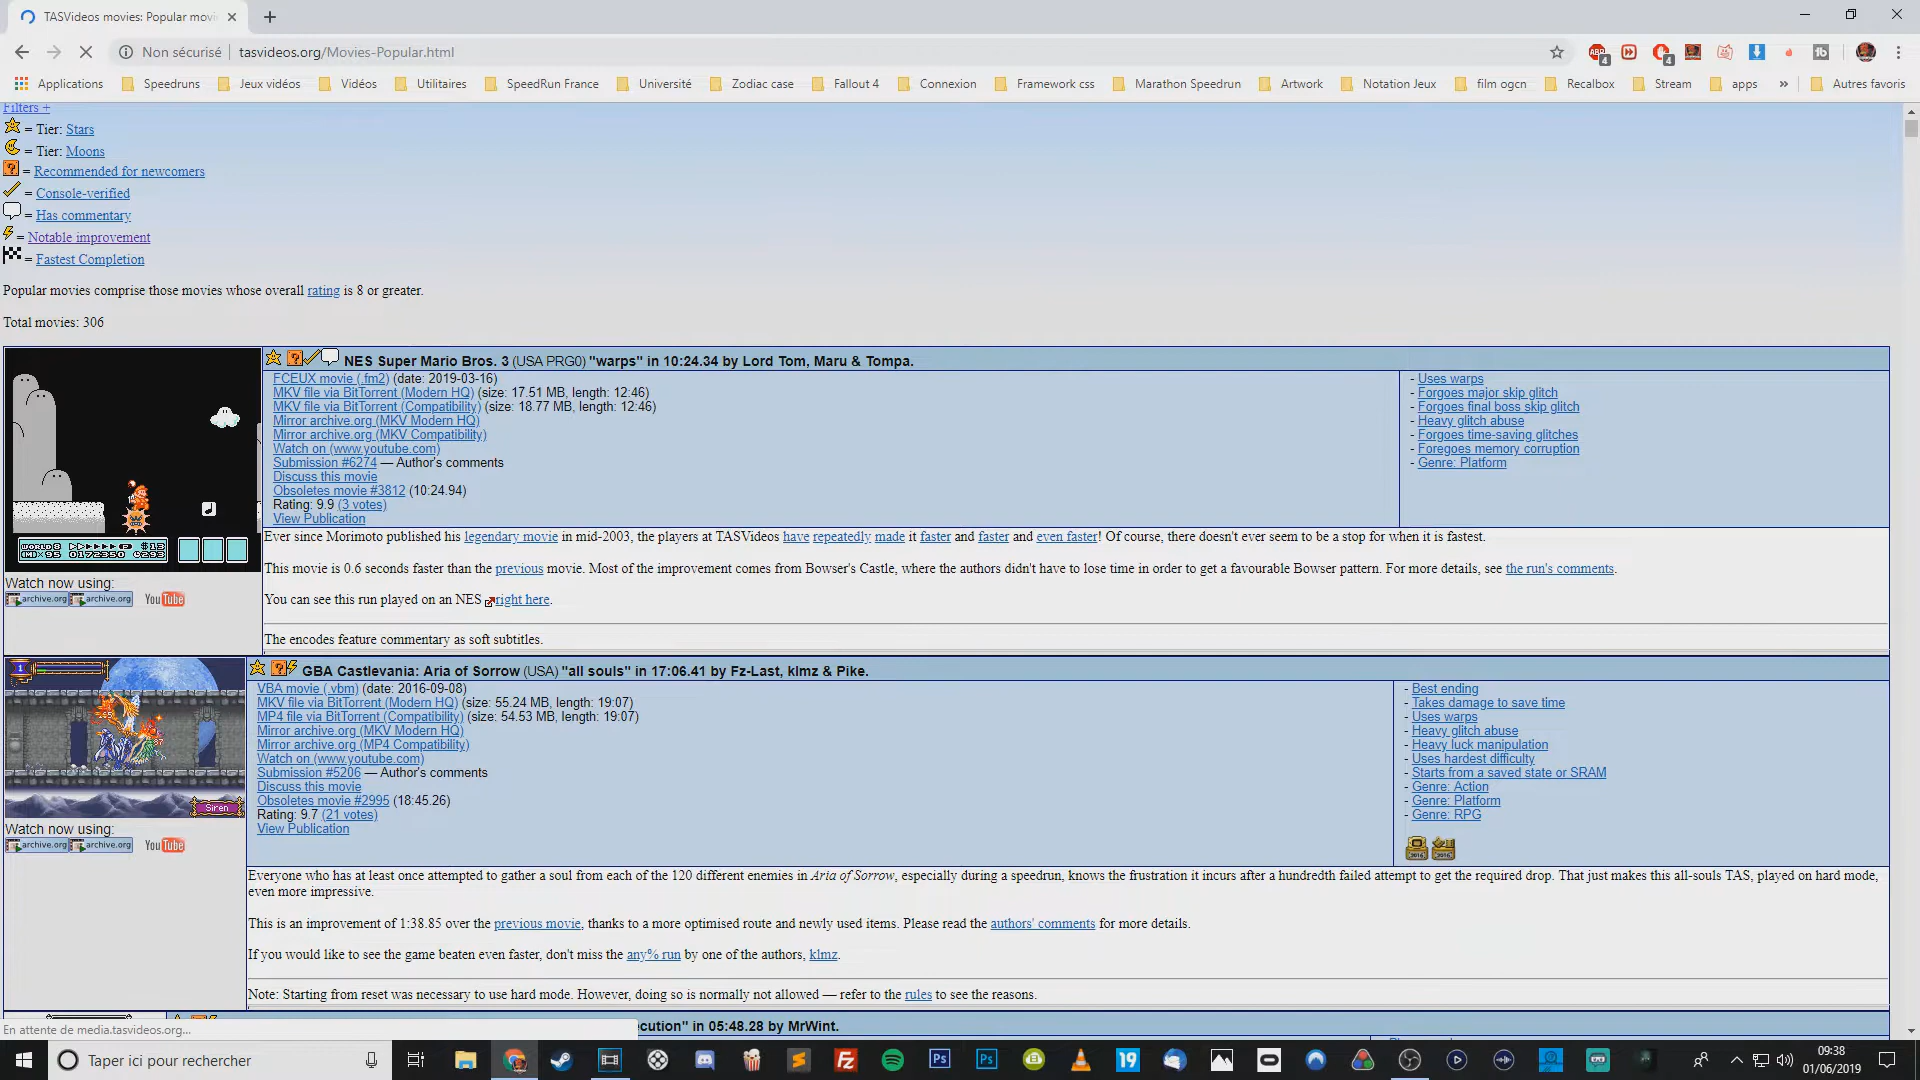 TASVideos movies: Popular movi
Non sécurisé tasvideos.org/Movies-Popular.html
Applications Speedruns Jeux vidéos Vidéos Utilitaires SpeedRun France Université Zodiac case Fallout 4 Connexion Framework css Marathon Speedrun Artwork Notation Jeux film ogcn Recalbox Stream apps » Autres favoris
Filters +
= Tier: Stars
= Tier: Moons
= Recommended for newcomers
= Console-verified
= Has commentary
= Notable improvement
= Fastest Completion
Popular movies comprise those movies whose overall rating is 8 or greater.
Total movies: 306
NES Super Mario Bros. 3 (USA PRG0) "warps" in 10:24.34 by Lord Tom, Maru & Tompa.
FCEUX movie (.fm2) (date: 2019-03-16)
MKV file via BitTorrent (Modern HQ) (size: 17.51 MB, length: 12:46)
MKV file via BitTorrent (Compatibility) (size: 18.77 MB, length: 12:46)
Mirror archive.org (MKV Modern HQ)
Mirror archive.org (MKV Compatibility)
Watch on (www.youtube.com)
Submission #6274 — Author's comments
Discuss this movie
Obsoletes movie #3812 (10:24.94)
Rating: 9.9 (3 votes)
View Publication
- Uses warps
- Forgoes major skip glitch
- Forgoes final boss skip glitch
- Heavy glitch abuse
- Forgoes time-saving glitches
- Foregoes memory corruption
- Genre: Platform
Watch now using:
archive.org archive.org YouTube
Ever since Morimoto published his legendary movie in mid-2003, the players at TASVideos have repeatedly made it faster and faster and even faster! Of course, there doesn't ever seem to be a stop for when it is fastest.
This movie is 0.6 seconds faster than the previous movie. Most of the improvement comes from Bowser's Castle, where the authors didn't have to lose time in order to get a favourable Bowser pattern. For more details, see the run's comments.
You can see this run played on an NES right here.
The encodes feature commentary as soft subtitles.
GBA Castlevania: Aria of Sorrow (USA) "all souls" in 17:06.41 by Fz-Last, klmz & Pike.
VBA movie (.vbm) (date: 2016-09-08)
MKV file via BitTorrent (Modern HQ) (size: 55.24 MB, length: 19:07)
MP4 file via BitTorrent (Compatibility) (size: 54.53 MB, length: 19:07)
Mirror archive.org (MKV Modern HQ)
Mirror archive.org (MP4 Compatibility)
Watch on (www.youtube.com)
Submission #5206 — Author's comments
Discuss this movie
Obsoletes movie #2995 (18:45.26)
Rating: 9.7 (21 votes)
View Publication
- Best ending
- Takes damage to save time
- Uses warps
- Heavy glitch abuse
- Heavy luck manipulation
- Uses hardest difficulty
- Starts from a saved state or SRAM
- Genre: Action
- Genre: Platform
- Genre: RPG
Siren
Watch now using:
archive.org archive.org YouTube
Everyone who has at least once attempted to gather a soul from each of the 120 different enemies in Aria of Sorrow, especially during a speedrun, knows the frustration it incurs after a hundredth failed attempt to get the required drop. That just makes this all-souls TAS, played on hard mode,
even more impressive.
This is an improvement of 1:38.85 over the previous movie, thanks to a more optimised route and newly used items. Please read the authors' comments for more details.
If you would like to see the game beaten even faster, don't miss the any% run by one of the authors, klmz.
Note: Starting from reset was necessary to use hard mode. However, doing so is normally not allowed — refer to the rules to see the reasons.
cution" in 05:48.28 by MrWint.
En attente de media.tasvideos.org...
Taper ici pour rechercher
09:38
01/06/2019